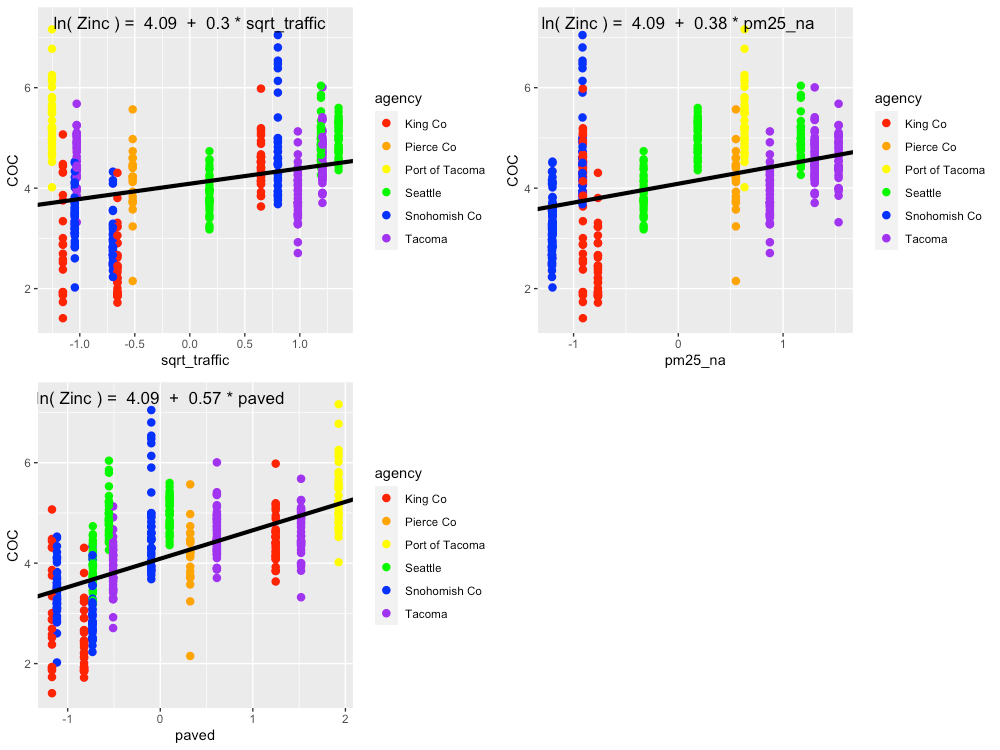 ln( Zinc ) = 4.09 + 0.3 * sqrt_traffic
COC
6
4
2
-1.0 -0.5 0.0 0.5 1.0
sqrt_traffic
agency
King Co
Pierce Co
Port of Tacoma
Seattle
Snohomish Co
Tacoma
ln( Zinc ) = 4.09 + 0.38 * pm25_na
COC
6
4
2
-1 0 1
pm25_na
agency
King Co
Pierce Co
Port of Tacoma
Seattle
Snohomish Co
Tacoma
ln( Zinc ) = 4.09 + 0.57 * paved
COC
6
4
2
-1 0 1 2
paved
agency
King Co
Pierce Co
Port of Tacoma
Seattle
Snohomish Co
Tacoma